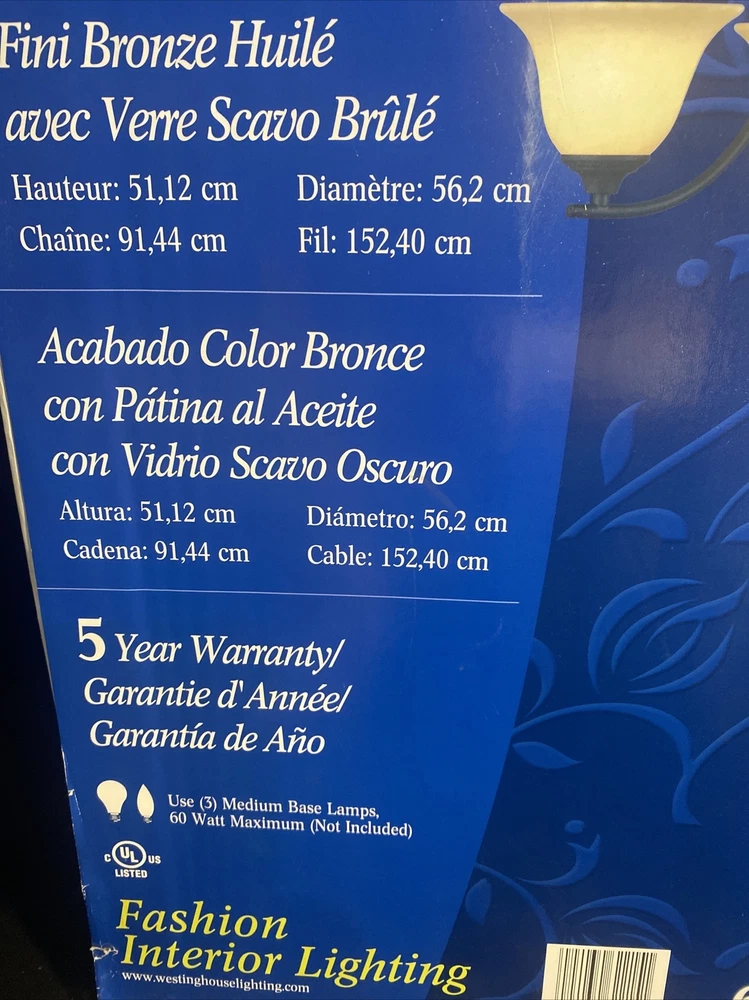 Fini Bronze Huilé
avec Verre Scavo Brûlé
Hauteur: 51,12 cm Diamètre: 56,2 cm
Chaîne: 91,44 cm Fil: 152,40 cm
Acabado Color Bronce
con Pátina al Aceite
con Vidrio Scavo Oscuro
Altura: 51,12 cm Diámetro: 56,2 cm
Cadena: 91,44 cm Cable: 152,40 cm
5 Year Warranty/
Garantie d'Année/
Garantía de Año
Use (3) Medium Base Lamps,
60 Watt Maximum (Not Included)
c UL US
LISTED
Fashion
Interior Lighting
www.westinghouselighting.com